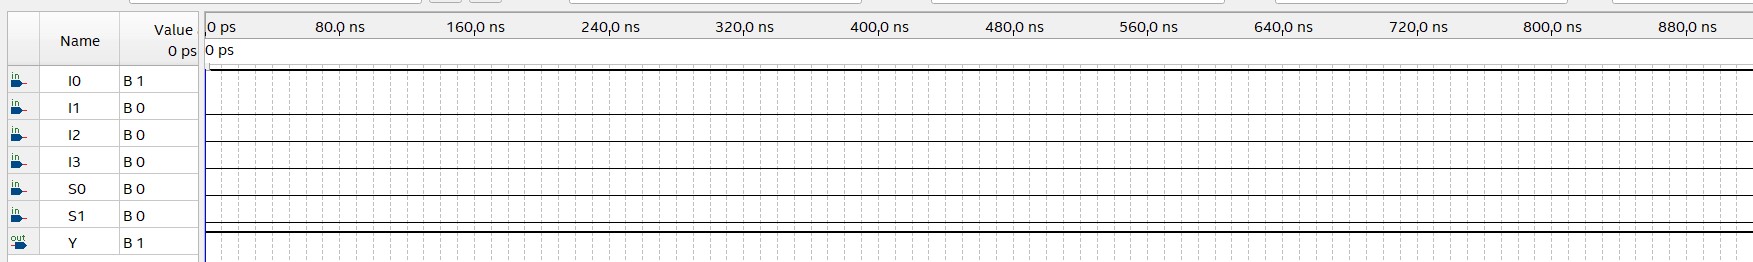 Name Value 0 ps 80.0 ns 160.0 ns 240.0 ns 320.0 ns 400.0 ns 480.0 ns 560.0 ns 640.0 ns 720.0 ns 800.0 ns 880.0 ns
0 ps 0 ps
in I0 B 1
in I1 B 0
in I2 B 0
in I3 B 0
in S0 B 0
in S1 B 0
out Y B 1